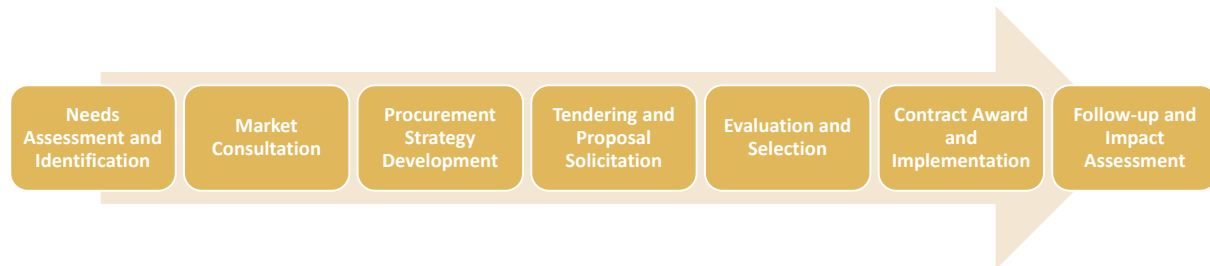 Needs
Assessment and
Identification
Market
Consultation
Procurement
Strategy
Development
Tendering and
Proposal
Solicitation
Evaluation and
Selection
Contract Award
and
Implementation
Follow-up and
Impact
Assessment